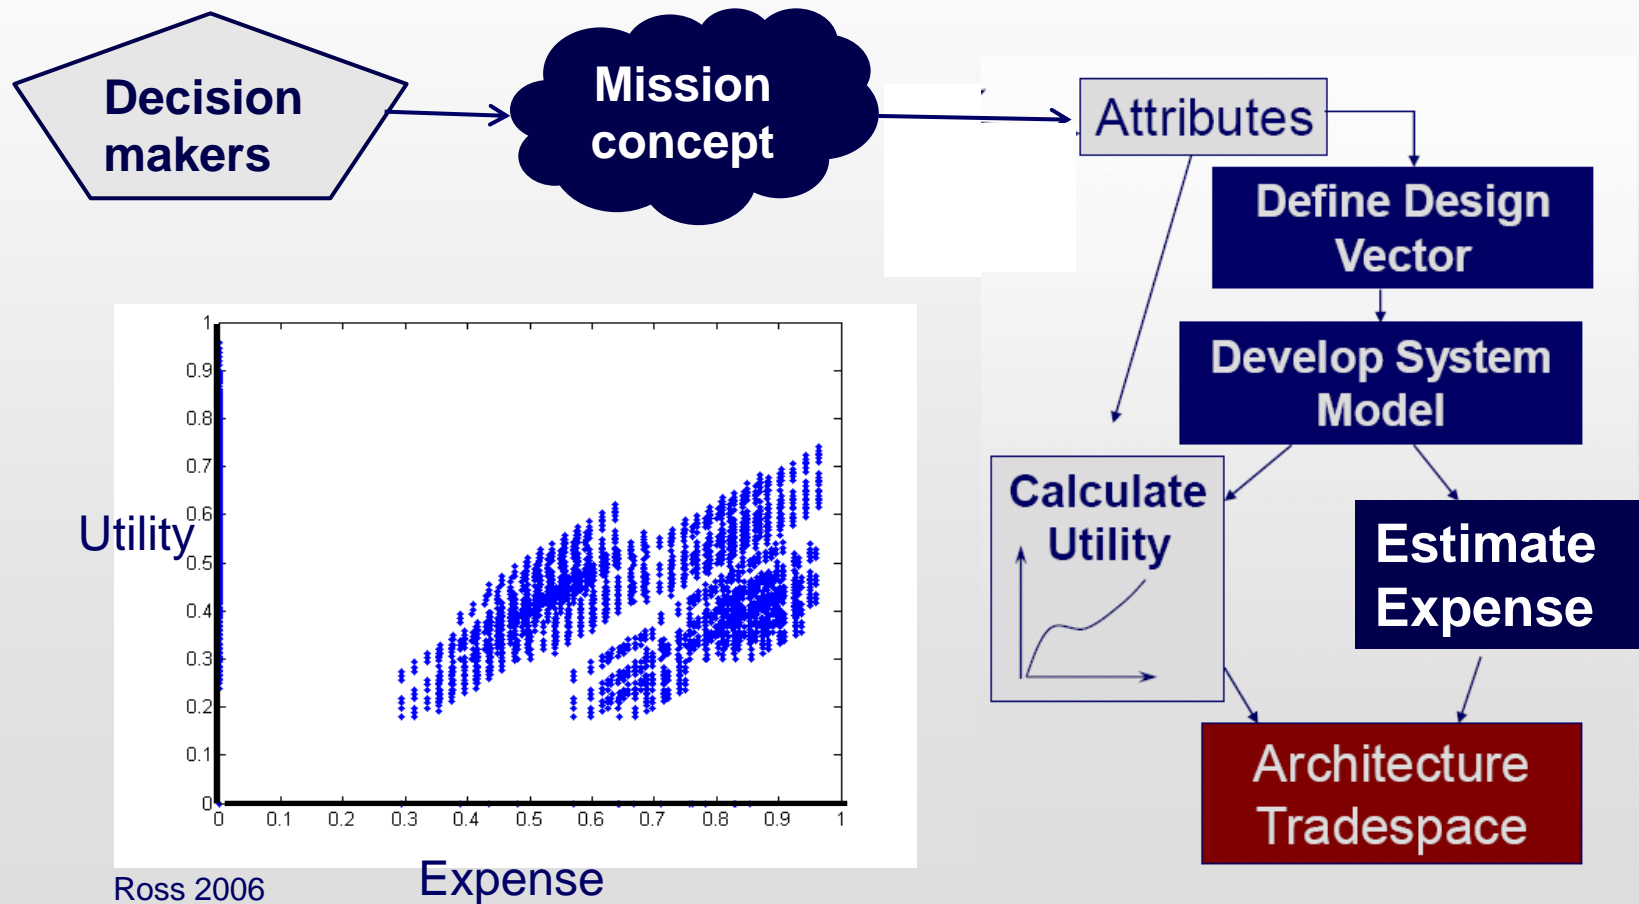 Decision
makers
Mission
concept
Attributes
Define Design
Vector
Develop System
Model
Calculate
Utility
Estimate
Expense
Architecture
Tradespace
1
0.9
0.8
0.7
0.6
0.5
0.4
0.3
0.2
0.1
0
Utility
0 0.1 0.2 0.3 0.4 0.5 0.6 0.7 0.8 0.9 1
Expense
Ross 2006